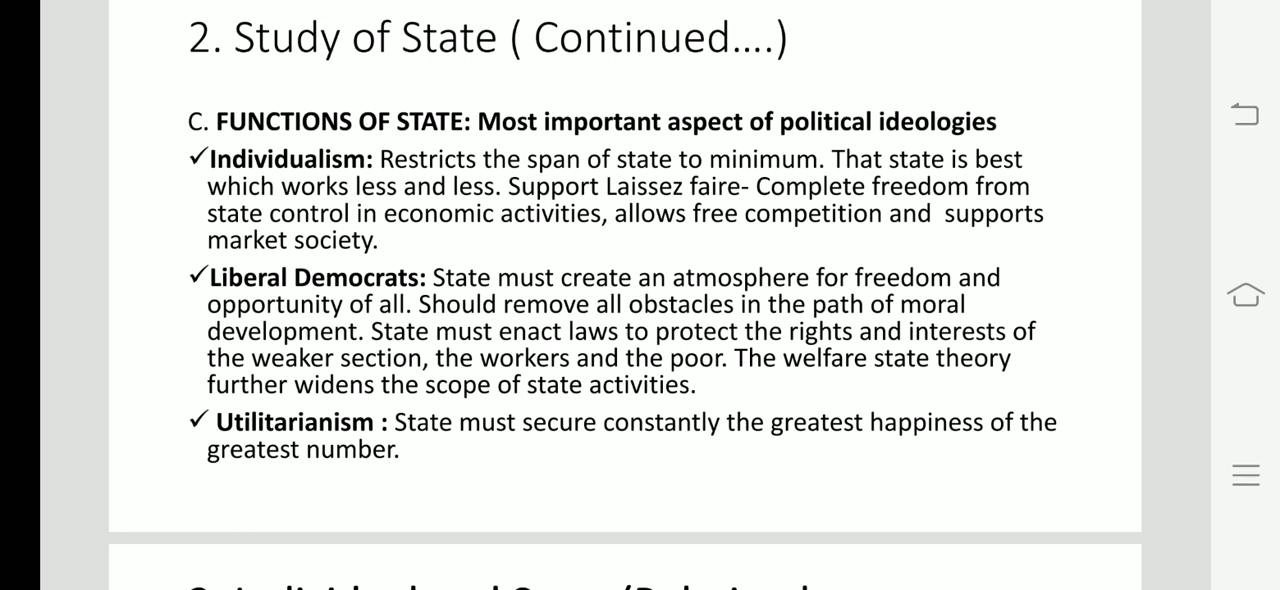 2. Study of State ( Continued....)
C. FUNCTIONS OF STATE: Most important aspect of political ideologies
✓Individualism: Restricts the span of state to minimum. That state is best
which works less and less. Support Laissez faire- Complete freedom from
state control in economic activities, allows free competition and  supports
market society.
✓Liberal Democrats: State must create an atmosphere for freedom and
opportunity of all. Should remove all obstacles in the path of moral
development. State must enact laws to protect the rights and interests of
the weaker section, the workers and the poor. The welfare state theory
further widens the scope of state activities.
✓ Utilitarianism : State must secure constantly the greatest happiness of the
greatest number.